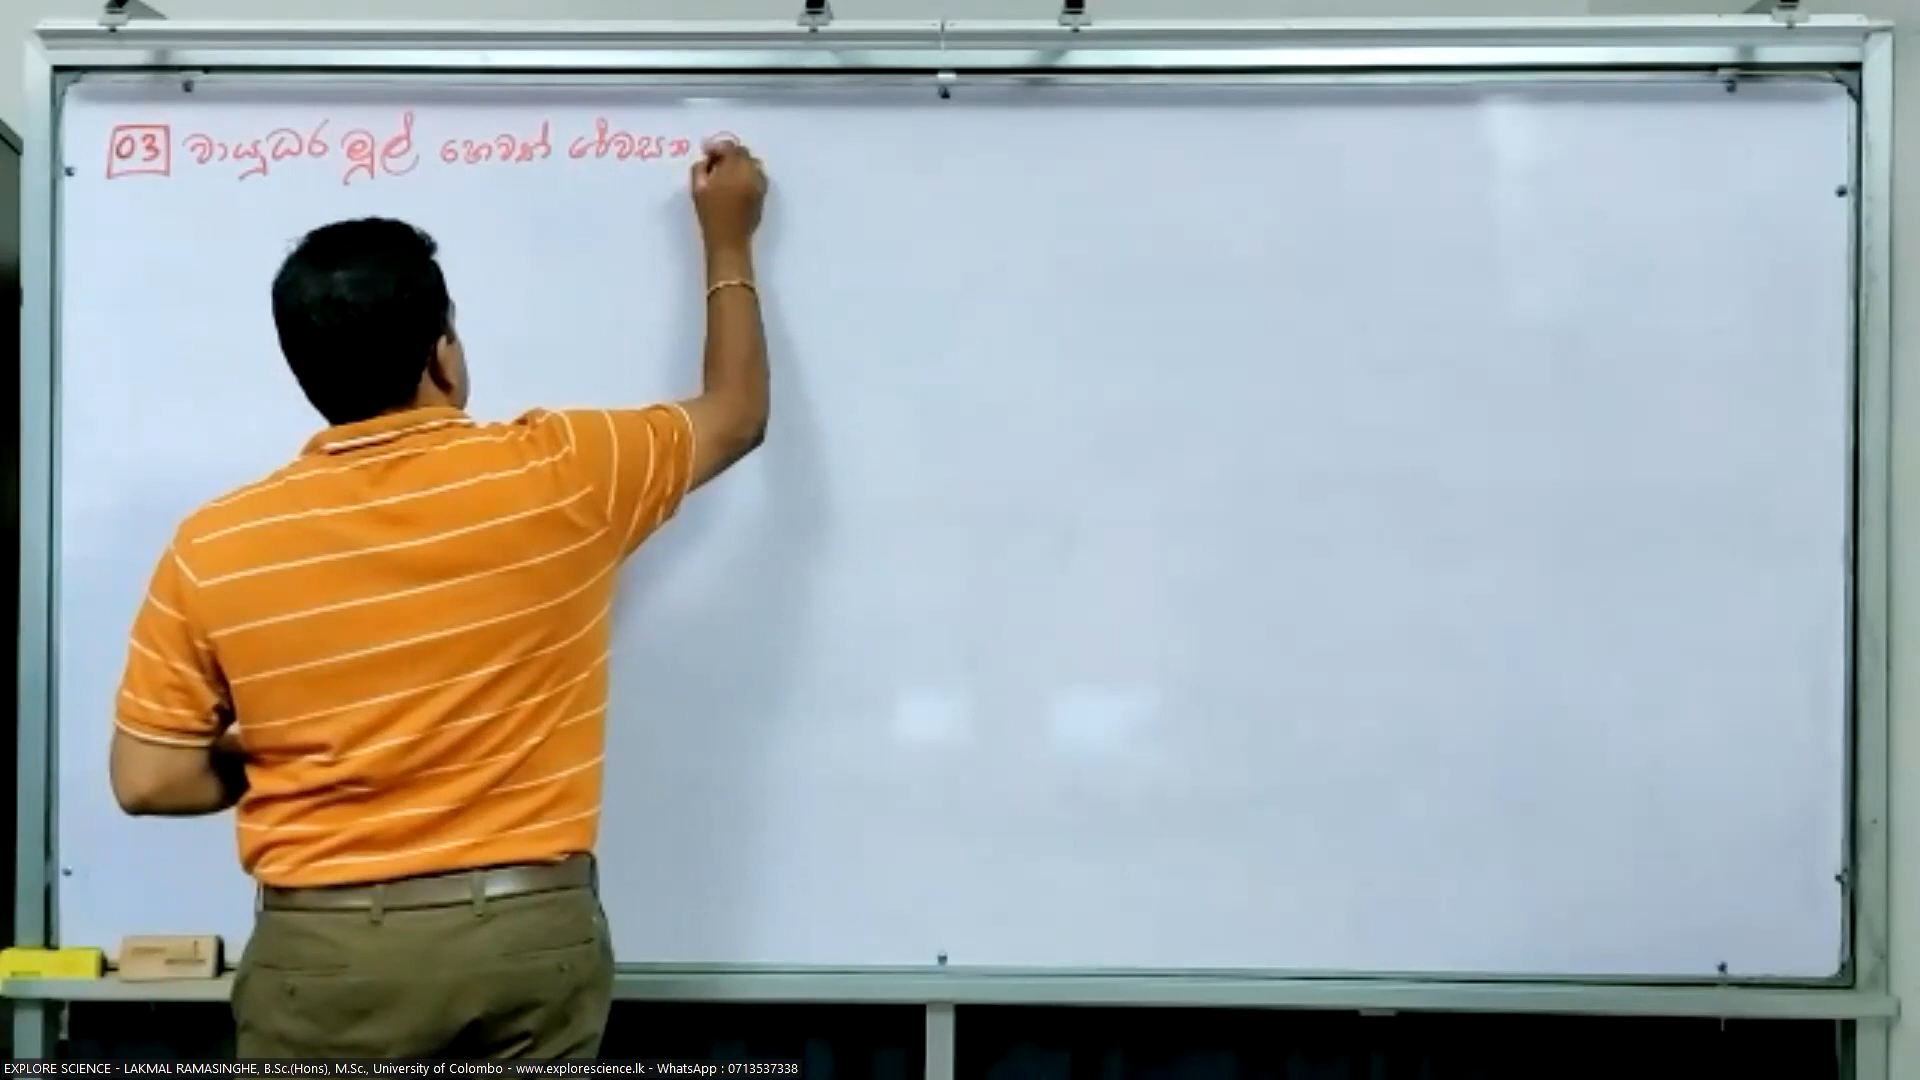 03 වායුධර මූල් හෙවත් ශ්වසන
EXPLORE SCIENCE - LAKMAL RAMASINGHE, B.Sc.(Hons), M.Sc., University of Colombo - www.explorescience.lk - WhatsApp : 0713537338